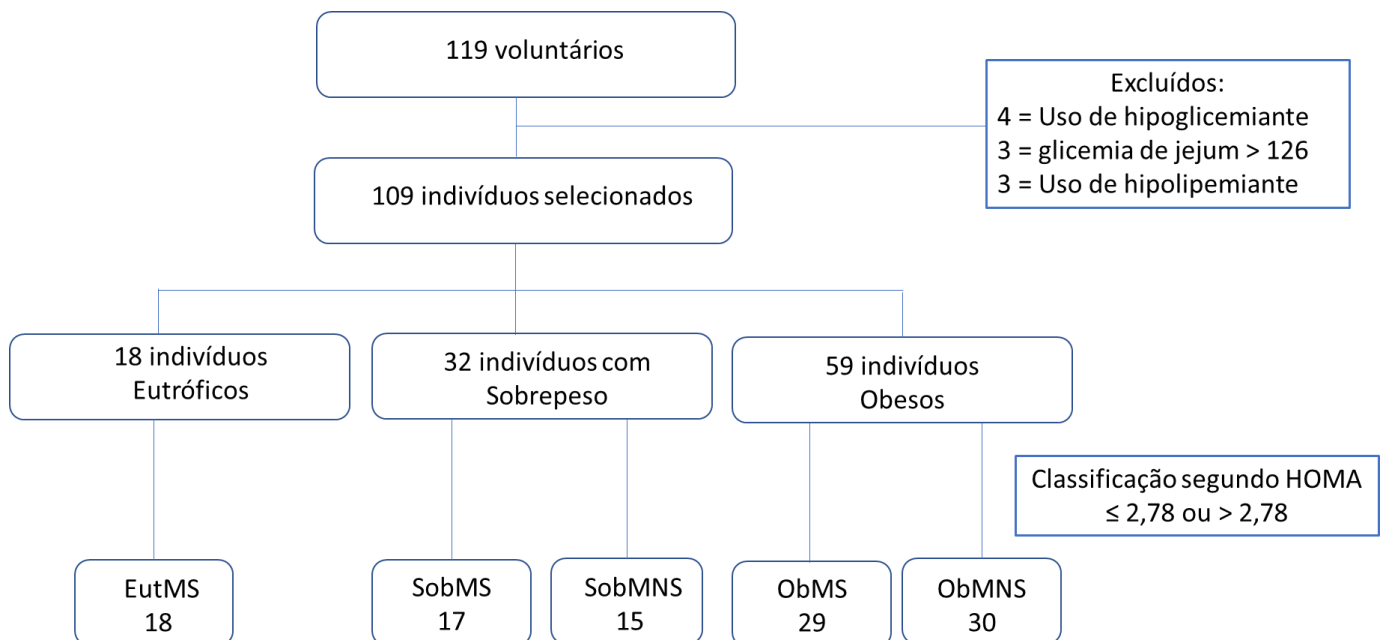 119 voluntários
Excluídos:
4 = Uso de hipoglicemiante
3 = glicemia de jejum > 126
3 = Uso de hipolipemiante
109 indivíduos selecionados
18 indivíduos
Eutróficos
32 indivíduos com
Sobrepeso
59 indivíduos
Obesos
Classificação segundo HOMA
≤ 2,78 ou > 2,78
EutMS
18
SobMS
17
SobMNS
15
ObMS
29
ObMNS
30